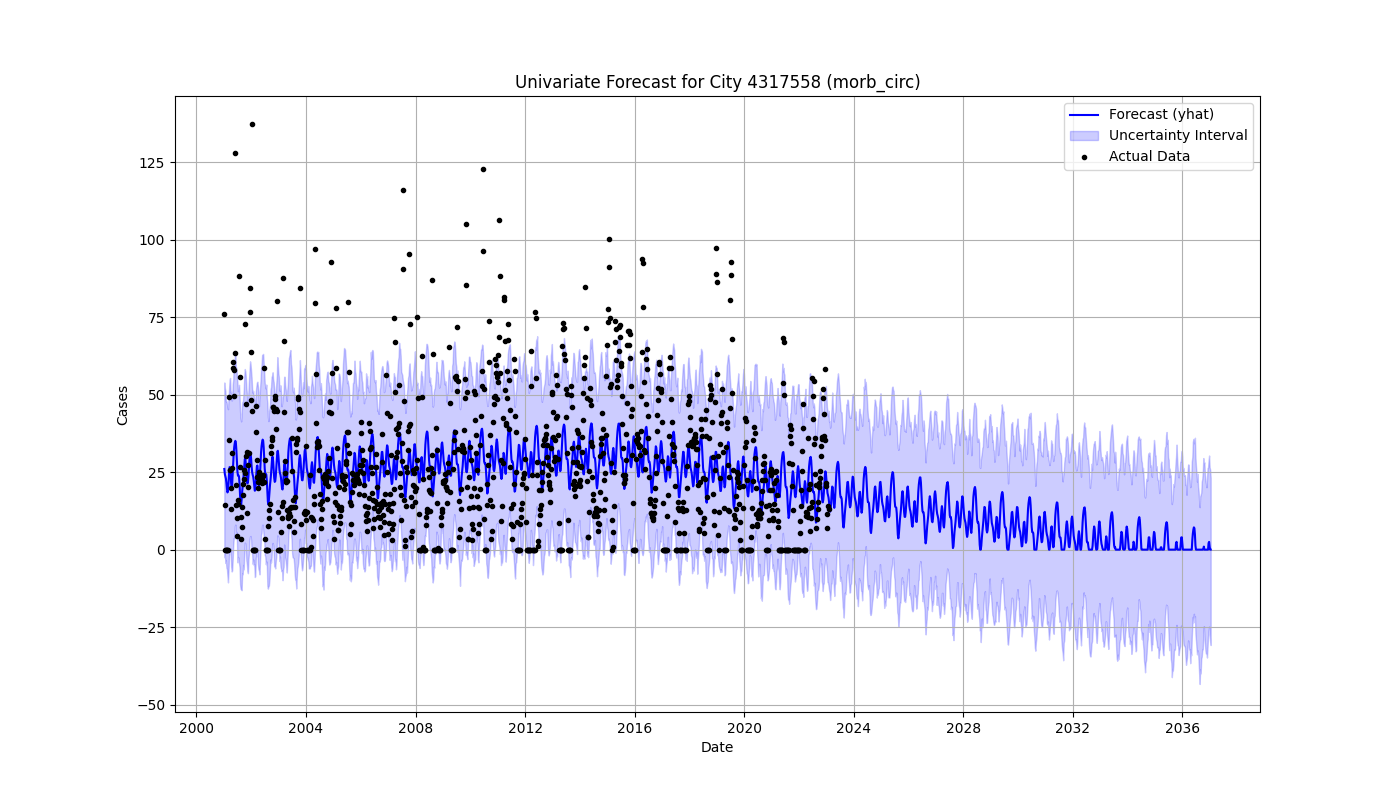 Univariate Forecast for City 4317558 (morb_circ)
Forecast (yhat)
Uncertainty Interval
Actual Data
125
100
75
50
25
0
−25
−50
Cases
2000 2004 2008 2012 2016 2020 2024 2028 2032 2036
Date